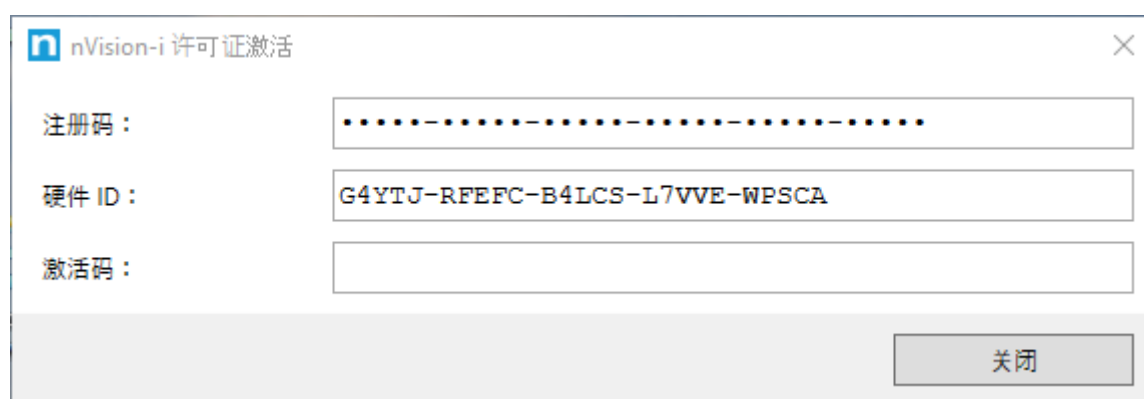 nVision-i 许可证激活
注册码： •••••-•••••-•••••-•••••-•••••-•••••
硬件 ID： G4YTJ-RFEFC-B4LCS-L7VVE-WPSCA
激活码：
关闭